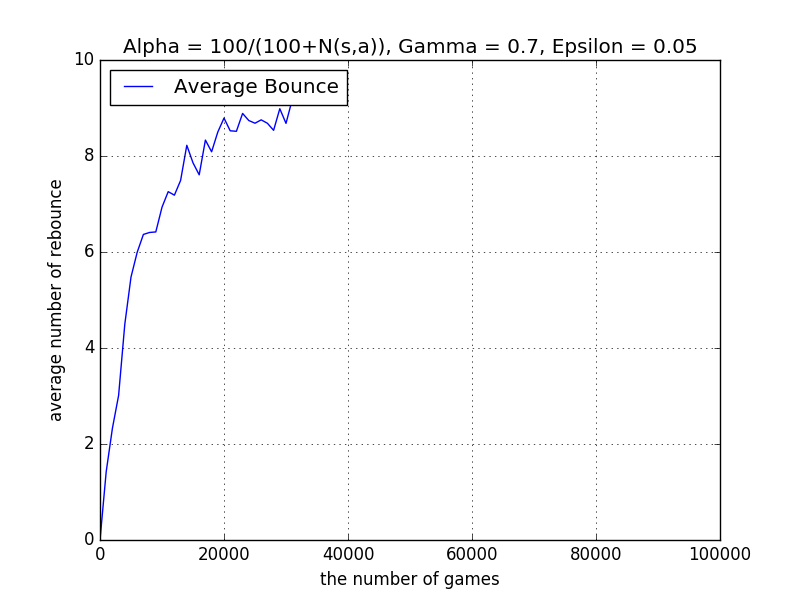 Alpha = 100/(100+N(s,a)), Gamma = 0.7, Epsilon = 0.05
Average Bounce
10
8
6
4
2
0
average number of rebounce
0 20000 40000 60000 80000 100000
the number of games